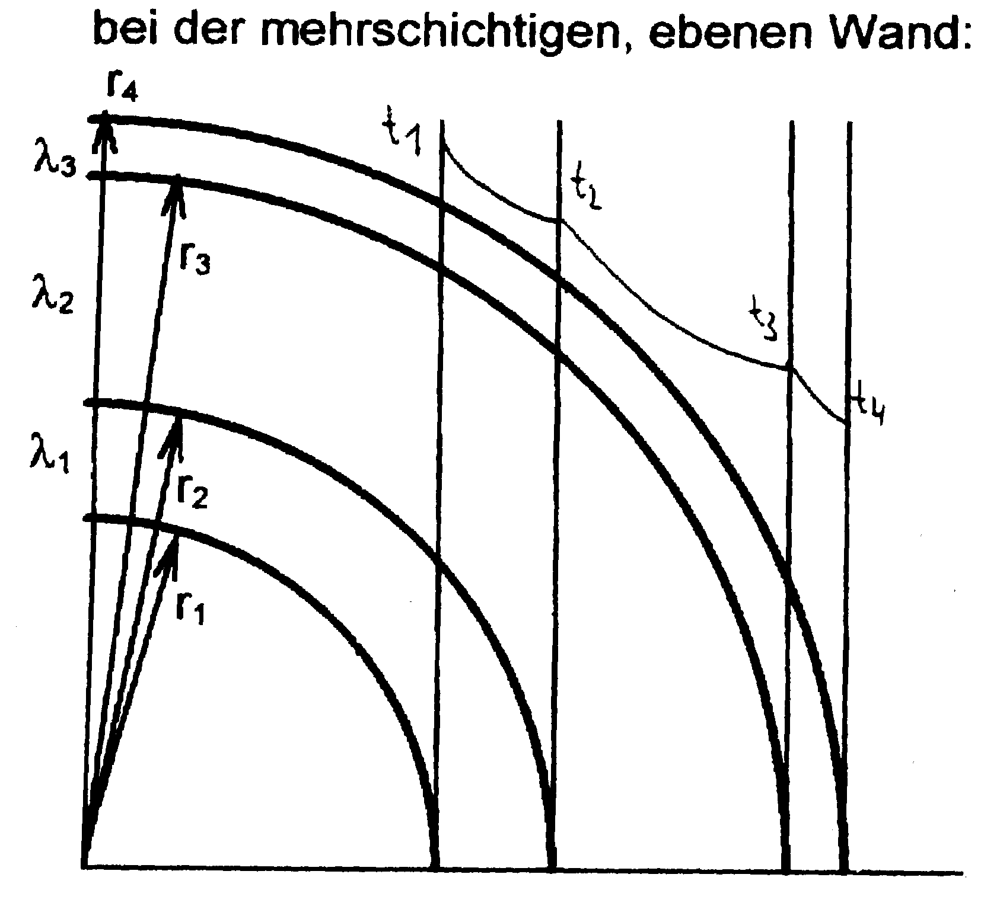 bei der mehrschichtigen, ebenen Wand:
r4
t1
λ3
t2
r3
λ2
t3
t4
λ1
r2
r1